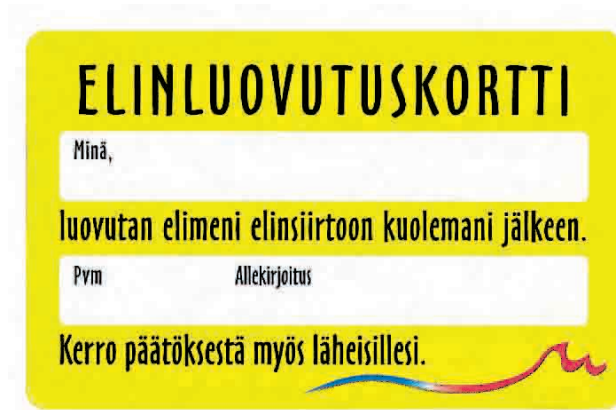 ELINLUOVUTUSKORTTI
Minä,
luovutan elimeni elinsiirtoon kuolemani jälkeen.
Pvm Allekirjoitus
Kerro päätöksestä myös läheisillesi.